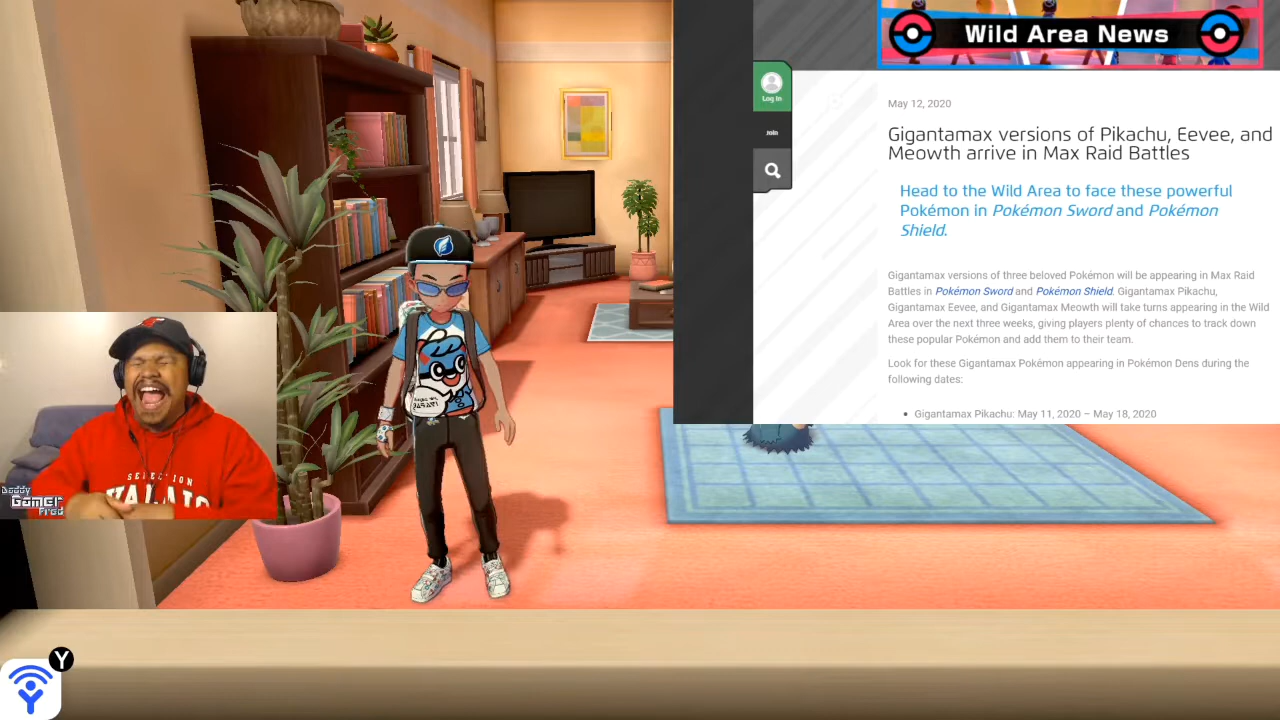 Wild Area News
Log In
Join
May 12, 2020
Gigantamax versions of Pikachu, Eevee, and
Meowth arrive in Max Raid Battles
Head to the Wild Area to face these powerful
Pokémon in Pokémon Sword and Pokémon
Shield.
Gigantamax versions of three beloved Pokémon will be appearing in Max Raid
Battles in Pokémon Sword and Pokémon Shield. Gigantamax Pikachu,
Gigantamax Eevee, and Gigantamax Meowth will take turns appearing in the Wild
Area over the next three weeks, giving players plenty of chances to track down
these popular Pokémon and add them to their team.
Look for these Gigantamax Pokémon appearing in Pokémon Dens during the
following dates:
• Gigantamax Pikachu: May 11, 2020 – May 18, 2020
SELECTION
Daddy
Gamer
Fred
Y